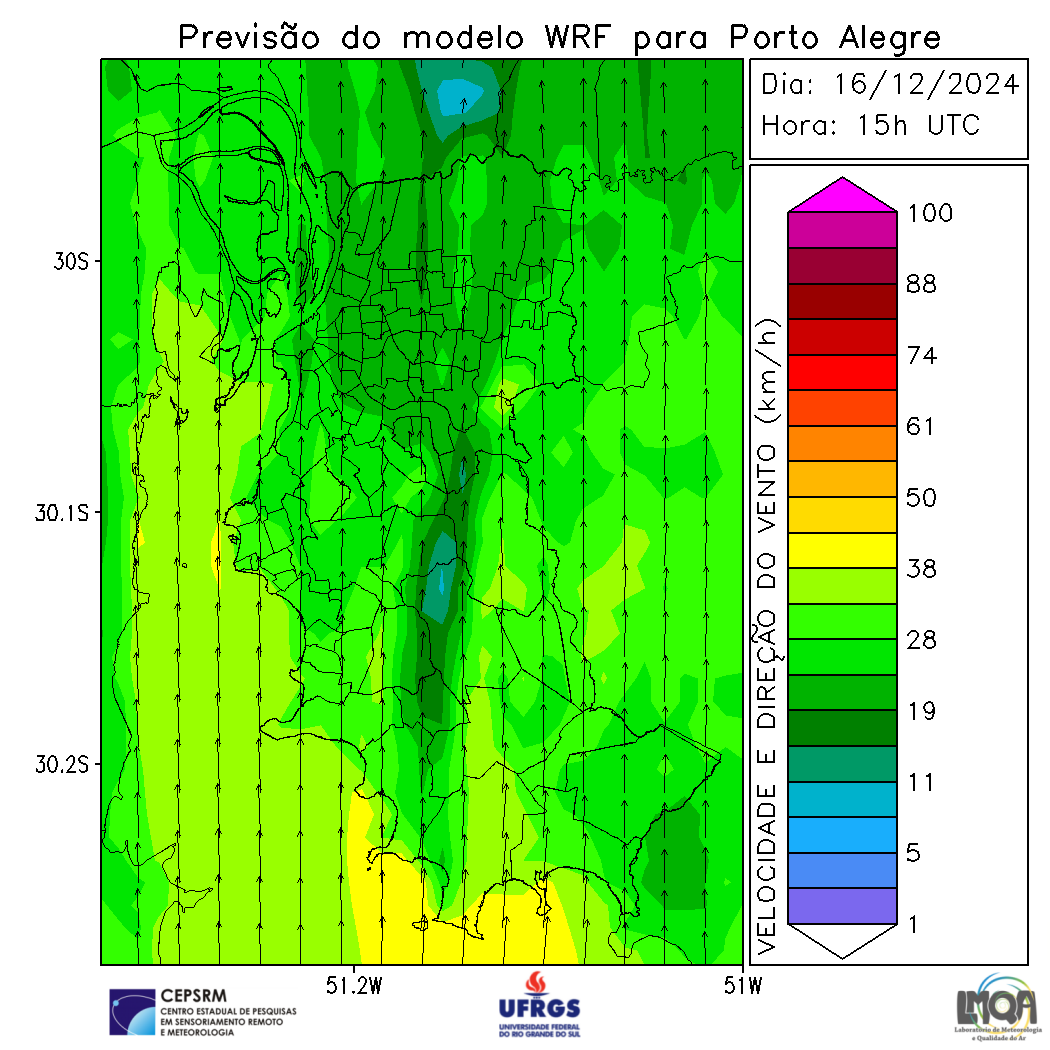 Previsão do modelo WRF para Porto Alegre
Dia: 16/12/2024
Hora: 15h UTC
30S
30.1S
30.2S
51.2W
51W
VELOCIDADE E DIREÇÃO DO VENTO (km/h)
100
88
74
61
50
38
28
19
11
5
1
CEPSRM
CENTRO ESTADUAL DE PESQUISAS
EM SENSORIAMENTO REMOTO
E METEOROLOGIA
UFRGS
UNIVERSIDADE FEDERAL
DO RIO GRANDE DO SUL
LMQA
Laboratório de Meteorologia
e Qualidade do Ar